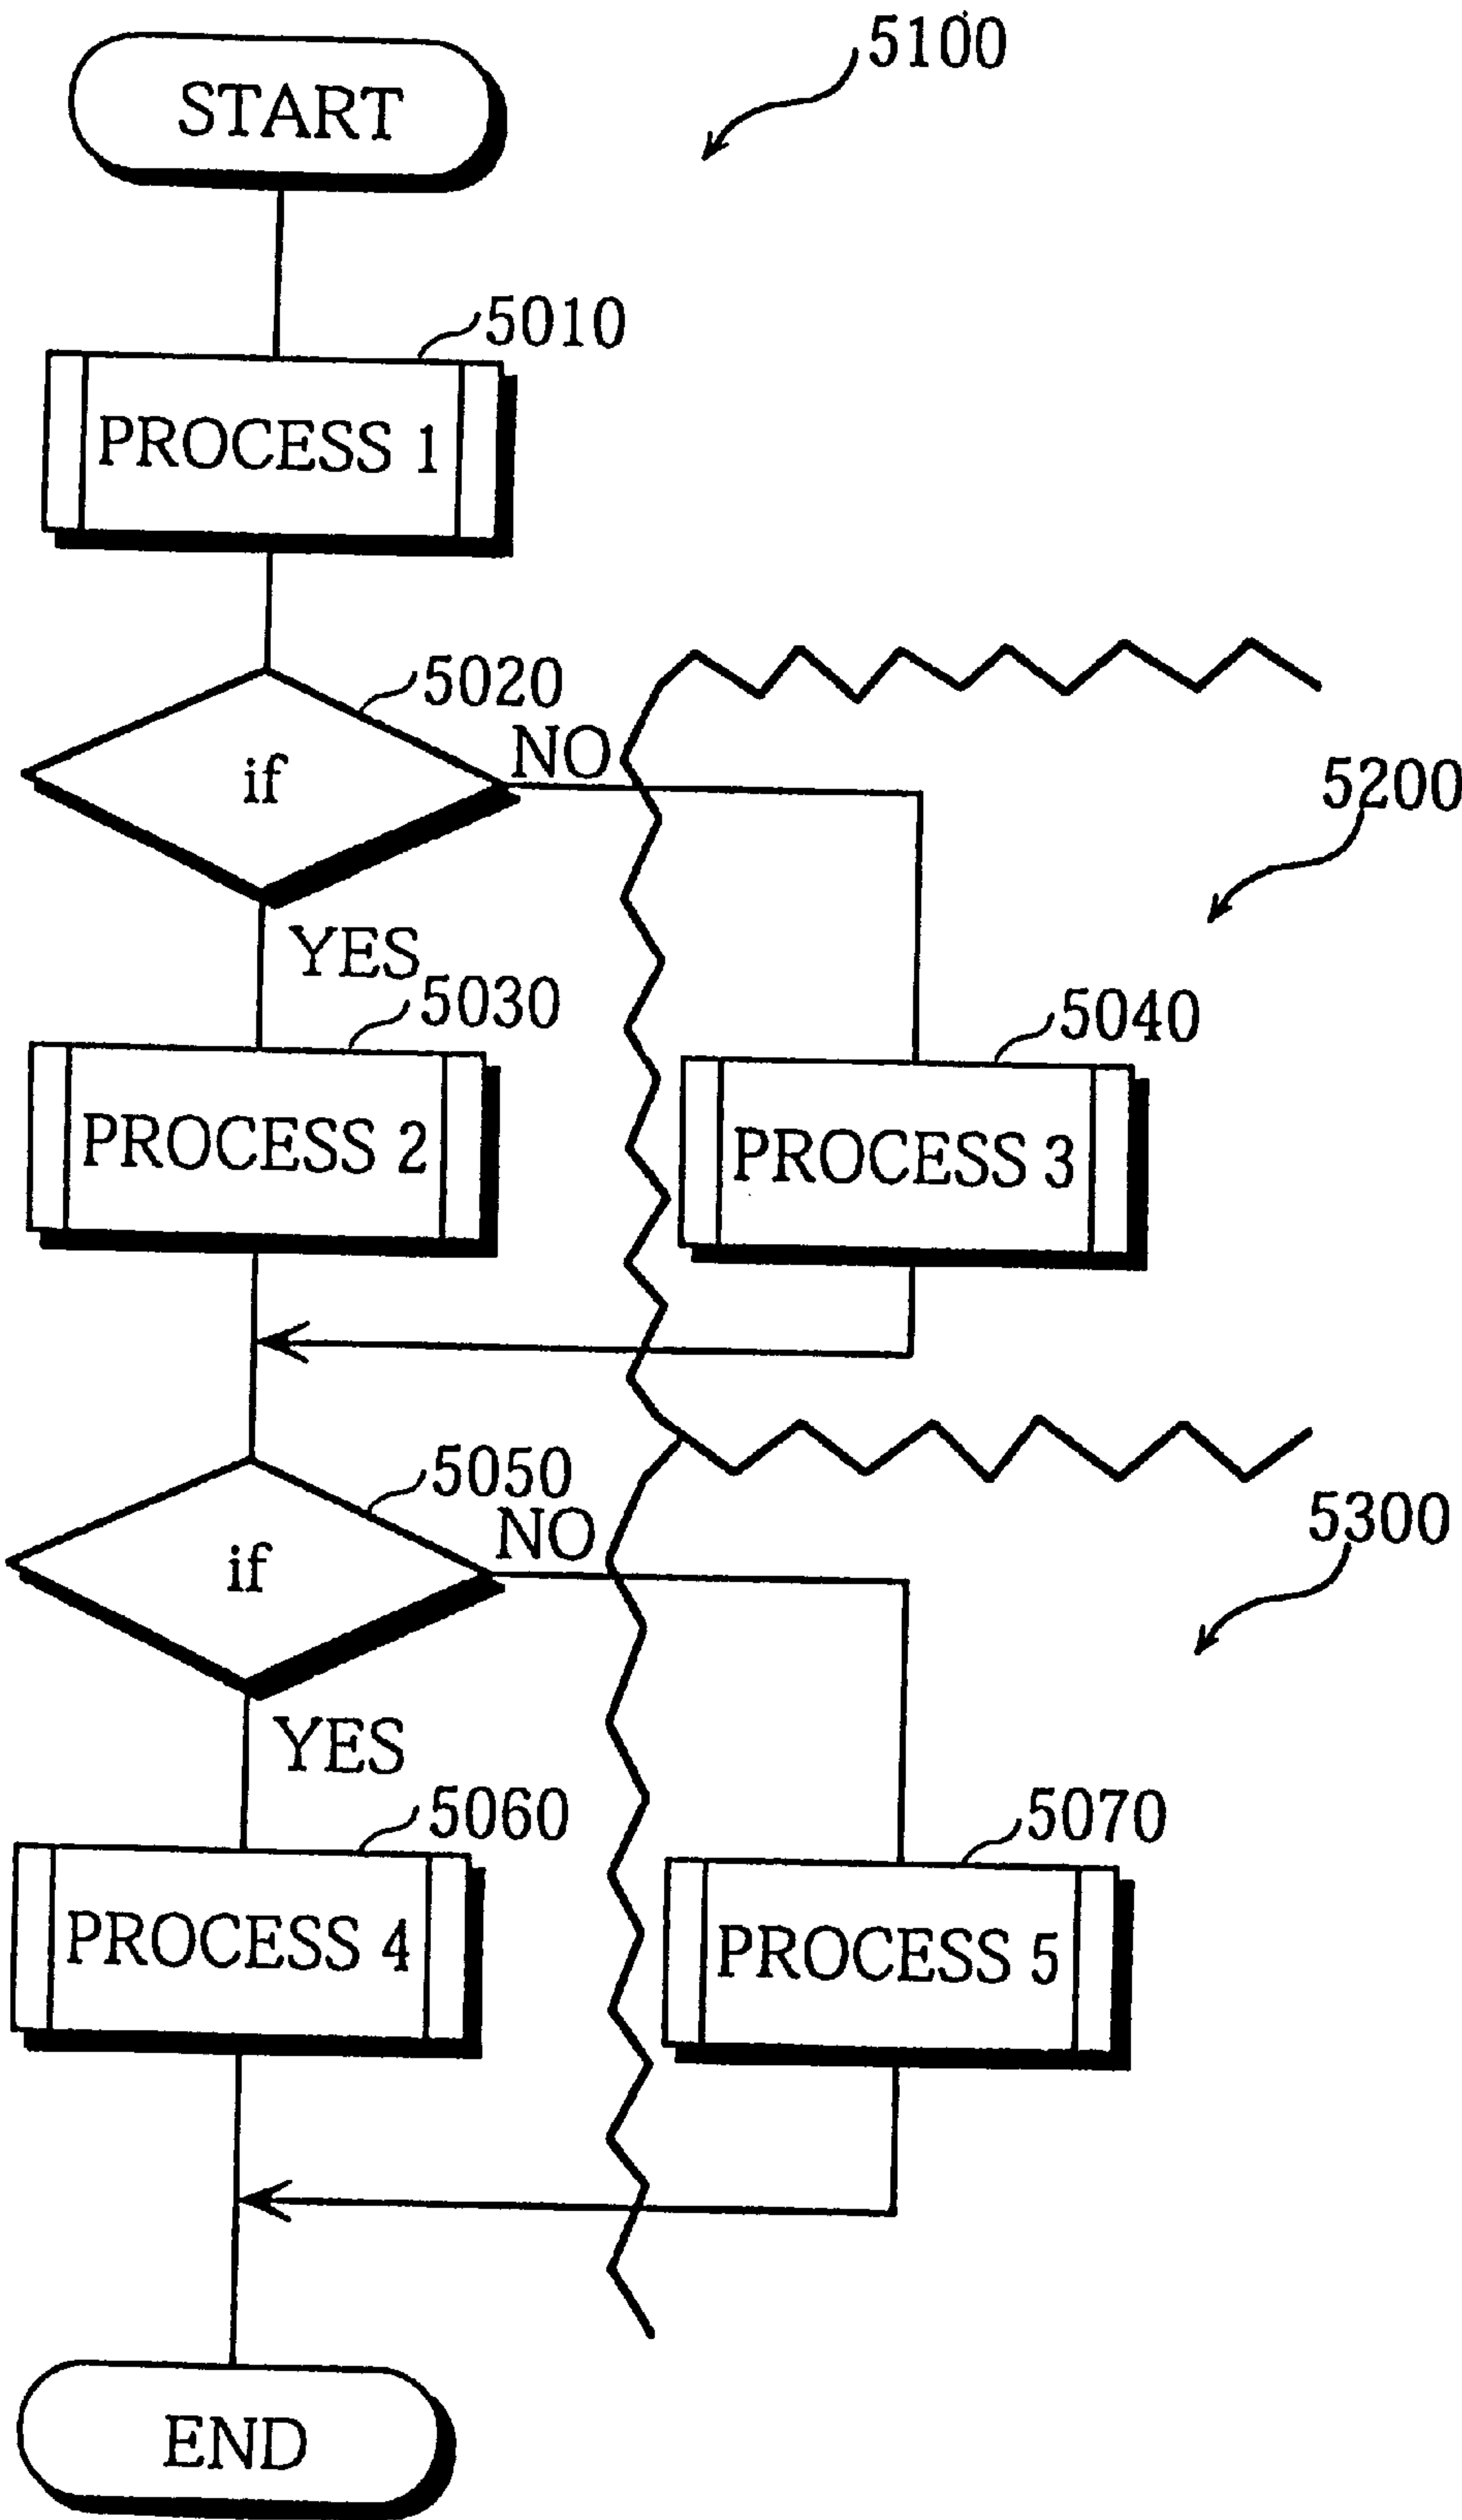 5100
START
5010
PROCESS 1
5020
NO
if
5200
YES
5030
5040
PROCESS 2
PROCESS 3
5050
NO
5300
if
YES
5060
5070
PROCESS 4
PROCESS 5
END